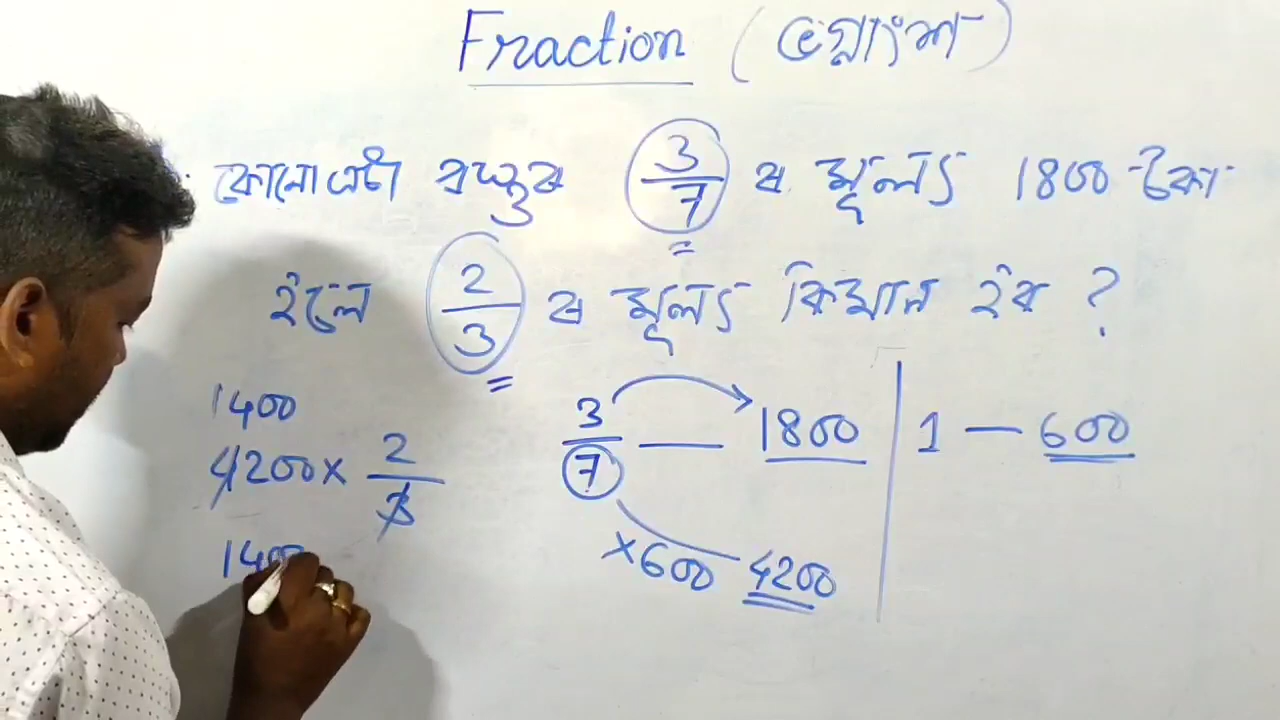 Fraction (ভগ্নাংশ)
কোনো এটা বস্তুৰ 3/7 ৰ মূল্য 1800 টকা
হ'লে 2/3 ৰ মূল্য কিমান হ'ব ?
1400
4200 × 2/3
1400
3/7 — 1800
×600 4200
1 — 600